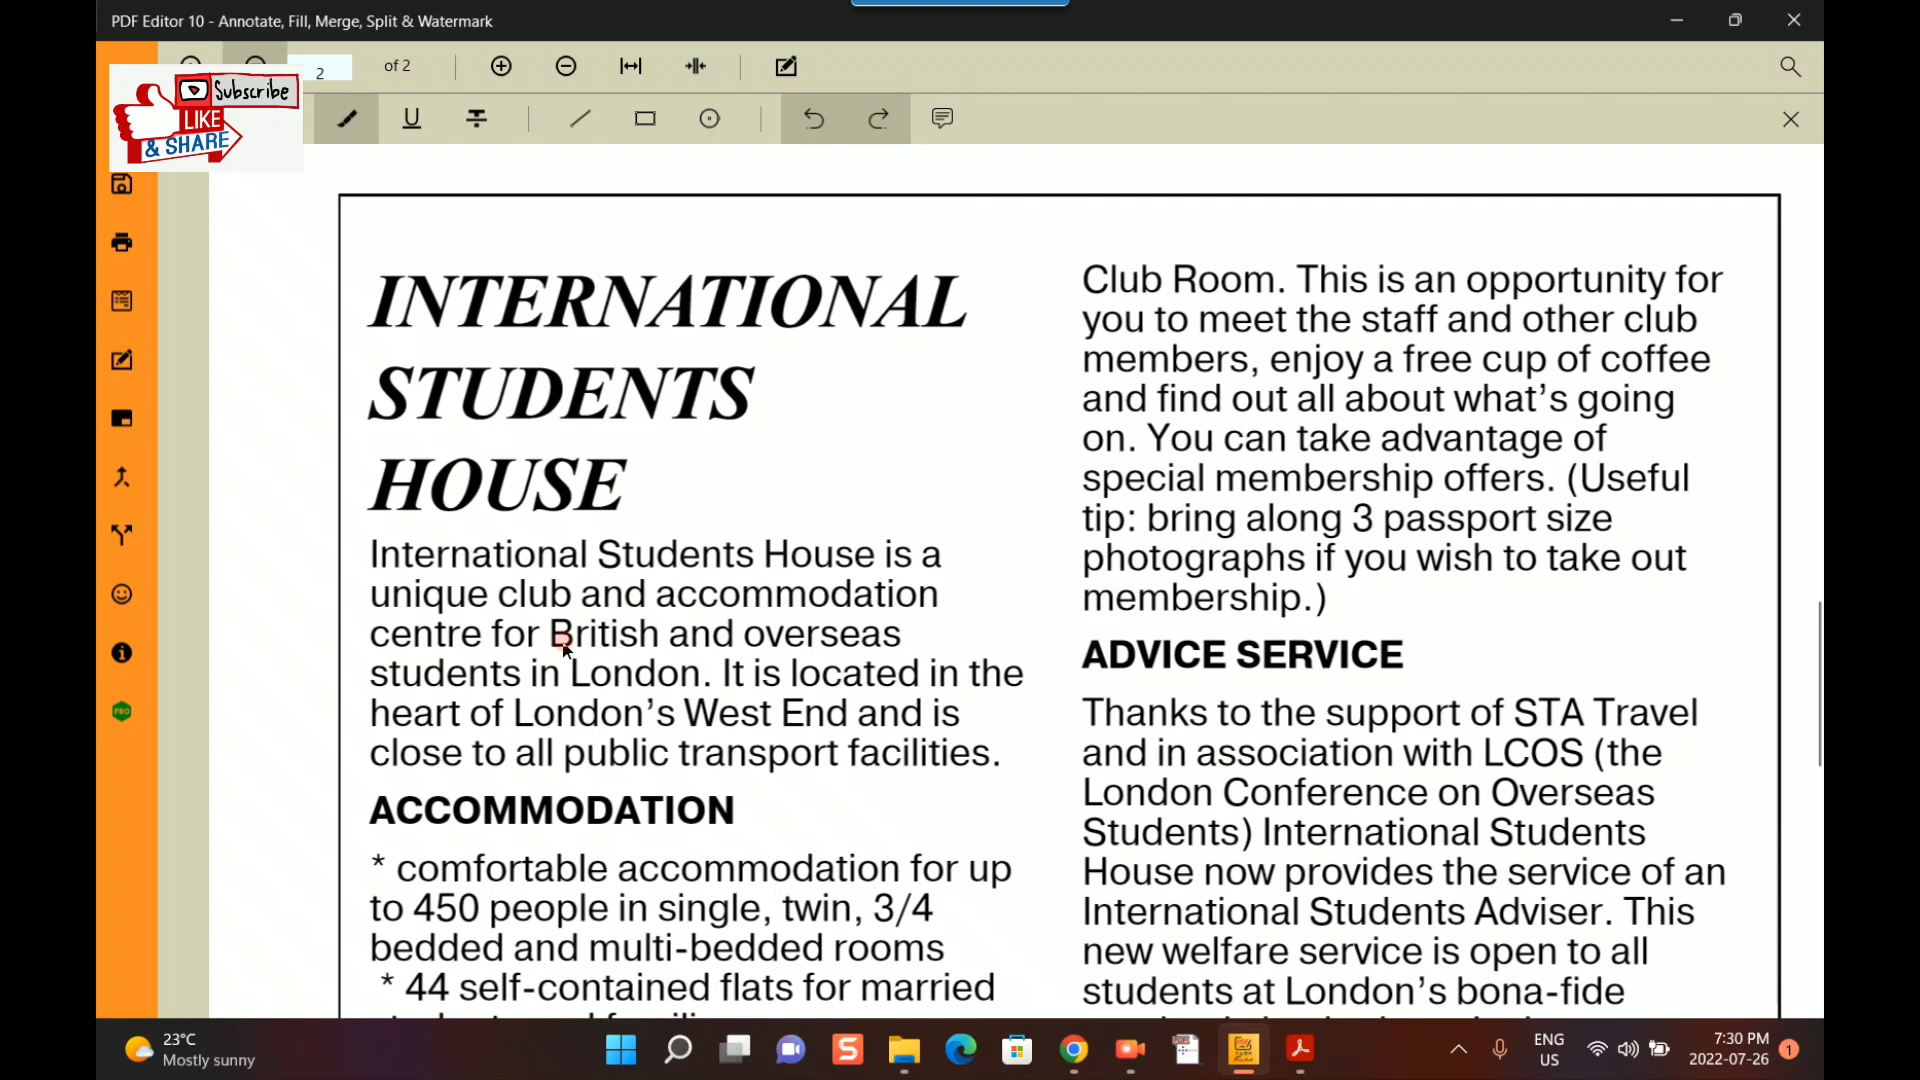 PDF Editor 10 - Annotate, Fill, Merge, Split & Watermark
2
of 2
Subscribe
LIKE
& SHARE
INTERNATIONAL
STUDENTS
HOUSE
International Students House is a
unique club and accommodation
centre for British and overseas
students in London. It is located in the
heart of London’s West End and is
close to all public transport facilities.
ACCOMMODATION
* comfortable accommodation for up
to 450 people in single, twin, 3/4
bedded and multi-bedded rooms
* 44 self-contained flats for married
Club Room. This is an opportunity for
you to meet the staff and other club
members, enjoy a free cup of coffee
and find out all about what’s going
on. You can take advantage of
special membership offers. (Useful
tip: bring along 3 passport size
photographs if you wish to take out
membership.)
ADVICE SERVICE
Thanks to the support of STA Travel
and in association with LCOS (the
London Conference on Overseas
Students) International Students
House now provides the service of an
International Students Adviser. This
new welfare service is open to all
students at London’s bona-fide
PRO
23°C
Mostly sunny
ENG
US
7:30 PM
2022-07-26
1